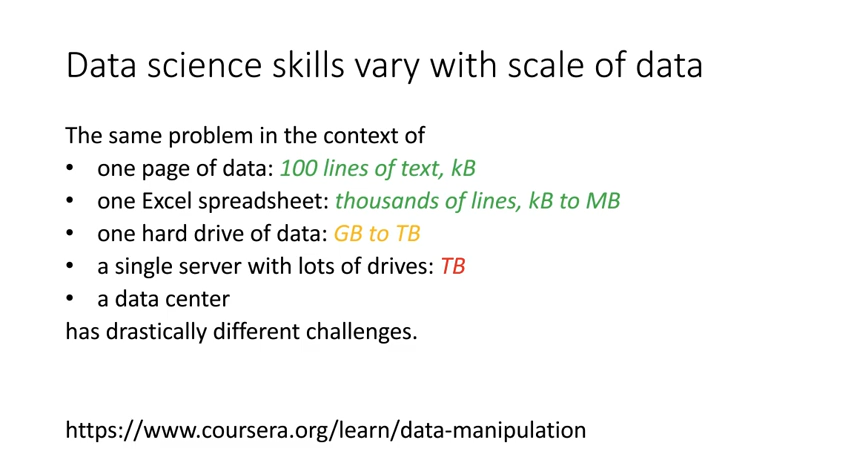 Data science skills vary with scale of data
The same problem in the context of
• one page of data: 100 lines of text, kB
• one Excel spreadsheet: thousands of lines, kB to MB
• one hard drive of data: GB to TB
• a single server with lots of drives: TB
• a data center
has drastically different challenges.
https://www.coursera.org/learn/data-manipulation